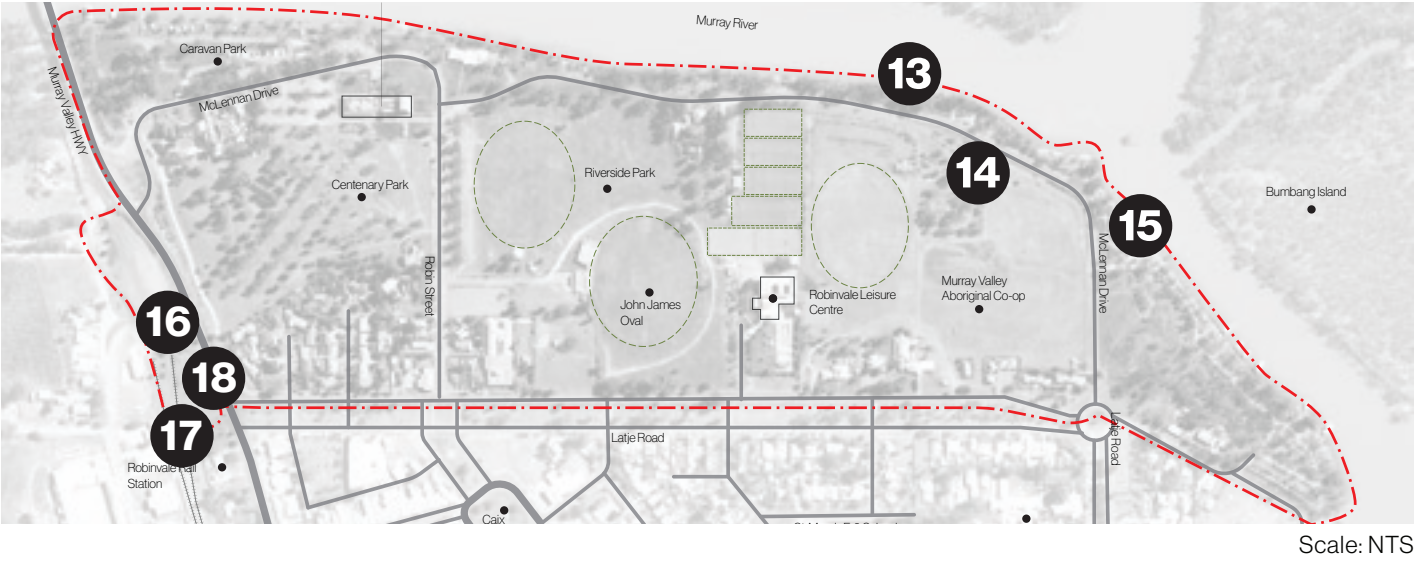 Murray River
13
Caravan Park
McLennan Drive
Murray Valley HWY
14
Riverside Park
Centenary Park
Bumbang Island
15
McLennan Drive
Robin Street
Murray Valley
Aboriginal Co-op
Robinvale Leisure
Centre
John James
Oval
16
18
17
Latje Road
Latje Road
Robinvale Rail
Station
Caix
Scale: NTS